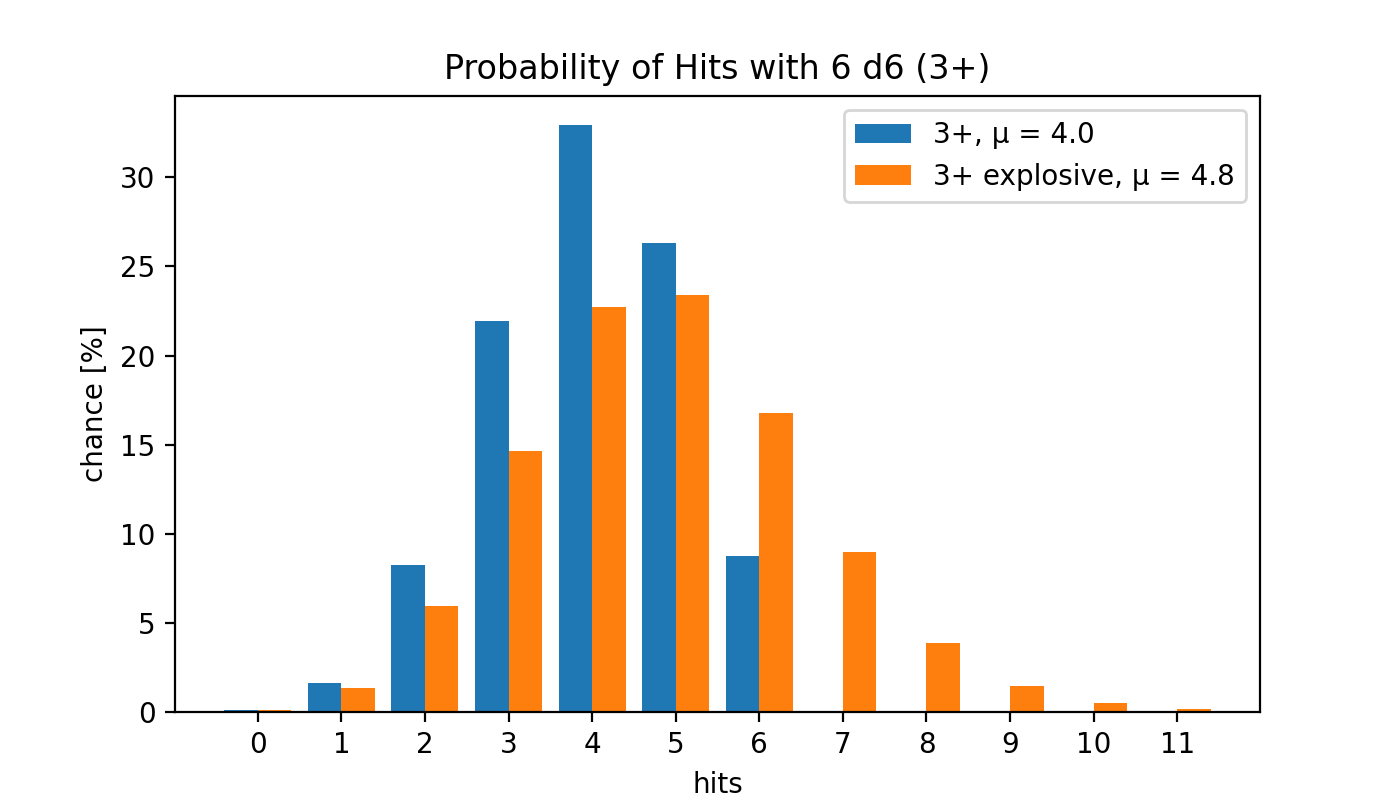 Probability of Hits with 6 d6 (3+)
3+, μ = 4.0
3+ explosive, μ = 4.8
chance [%]
30
25
20
15
10
5
0
0 1 2 3 4 5 6 7 8 9 10 11
hits